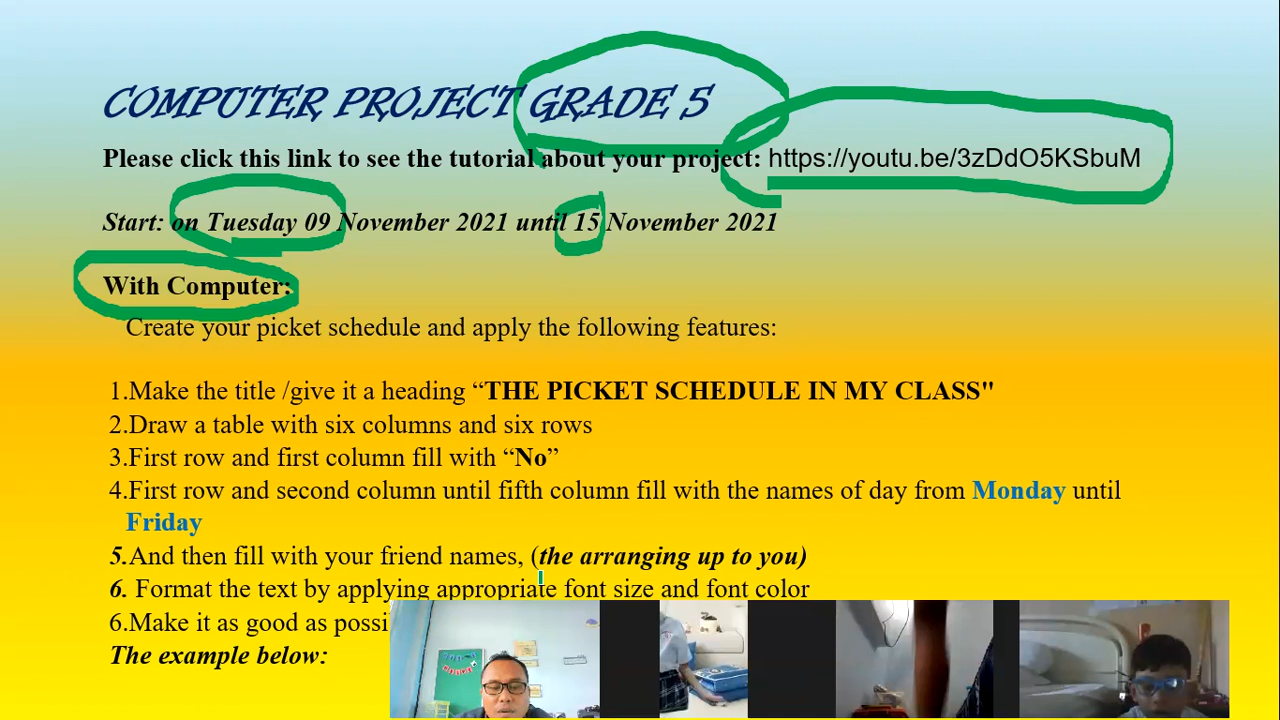 COMPUTER PROJECT GRADE 5
Please click this link to see the tutorial about your project: https://youtu.be/3zDdO5KSbuM
Start: on Tuesday 09 November 2021 until 15 November 2021
With Computer:
Create your picket schedule and apply the following features:
1.Make the title /give it a heading “THE PICKET SCHEDULE IN MY CLASS"
2.Draw a table with six columns and six rows
3.First row and first column fill with “No”
4.First row and second column until fifth column fill with the names of day from Monday until
Friday
5.And then fill with your friend names, (the arranging up to you)
6. Format the text by applying appropriate font size and font color
6.Make it as good as possi
The example below: